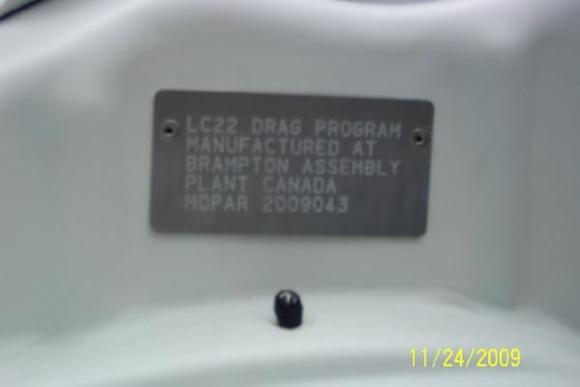 LC22 DRAG PROGRAM
MANUFACTURED AT
BRAMPTON ASSEMBLY
PLANT CANADA
MOPAR 2009043
11/24/2009